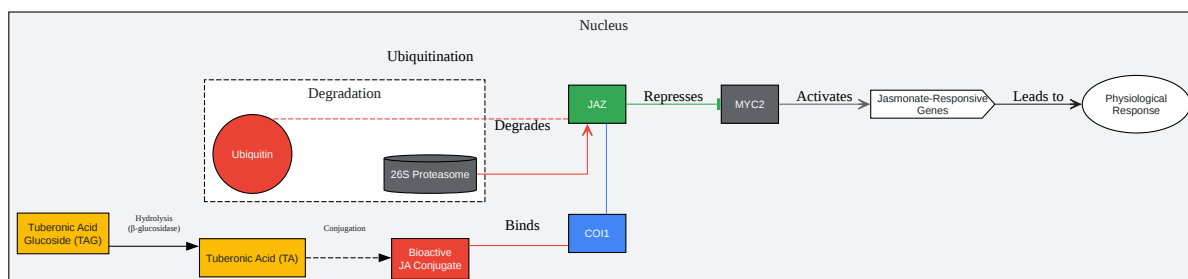 Nucleus
Ubiquitination
Degradation
JAZ
Represses
MYC2
Activates
Jasmonate-Responsive
Genes
Leads to
Physiological
Response
Degrades
Ubiquitin
26S Proteasome
Tuberonic Acid
Glucoside (TAG)
Hydrolysis
(β-glucosidase)
Tuberonic Acid (TA)
Conjugation
Bioactive
JA Conjugate
Binds
COI1